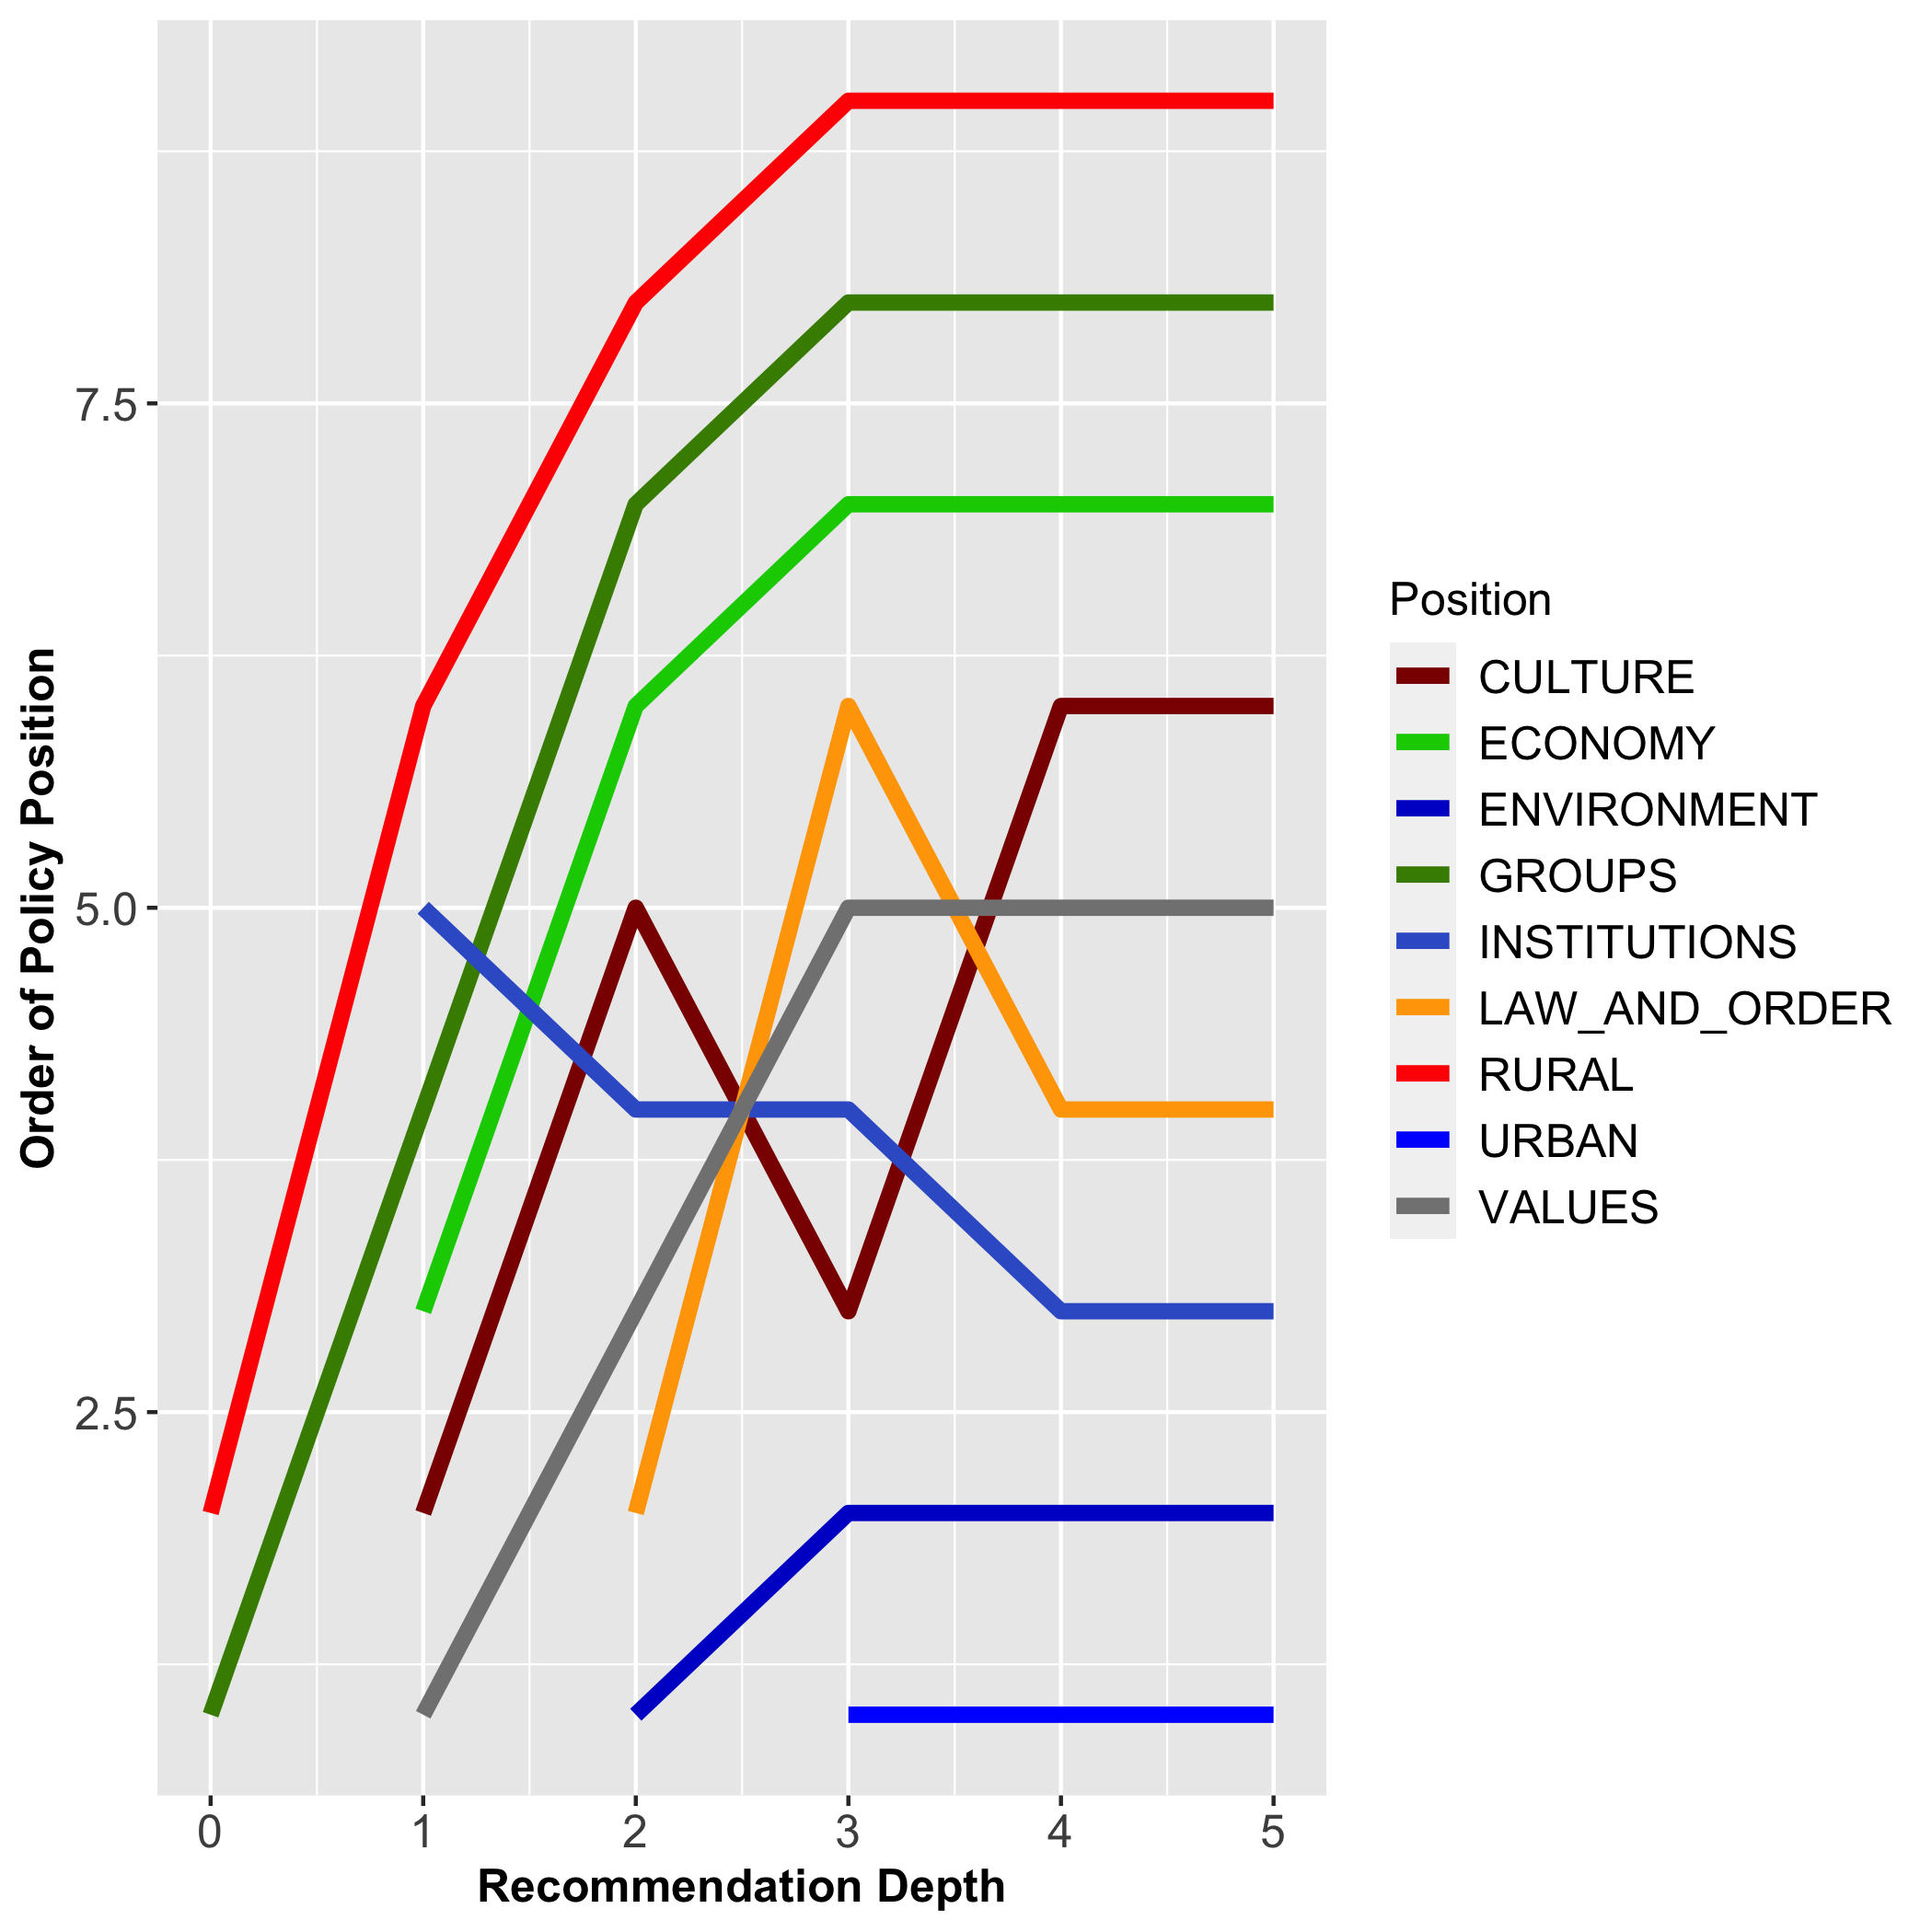 Order of Policy Position
7.5
5.0
2.5
0 1 2 3 4 5
Recommendation Depth
Position
CULTURE
ECONOMY
ENVIRONMENT
GROUPS
INSTITUTIONS
LAW_AND_ORDER
RURAL
URBAN
VALUES